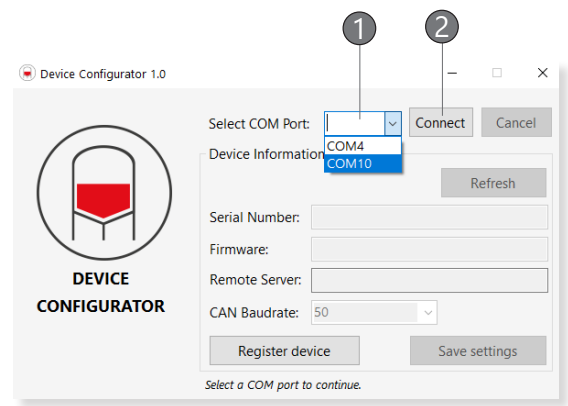 1
2
Device Configurator 1.0
Select COM Port:
Connect
Cancel
COM4
COM10
Device Information
Refresh
Serial Number:
Firmware:
Remote Server:
CAN Baudrate:
50
Register device
Save settings
DEVICE
CONFIGURATOR
Select a COM port to continue.